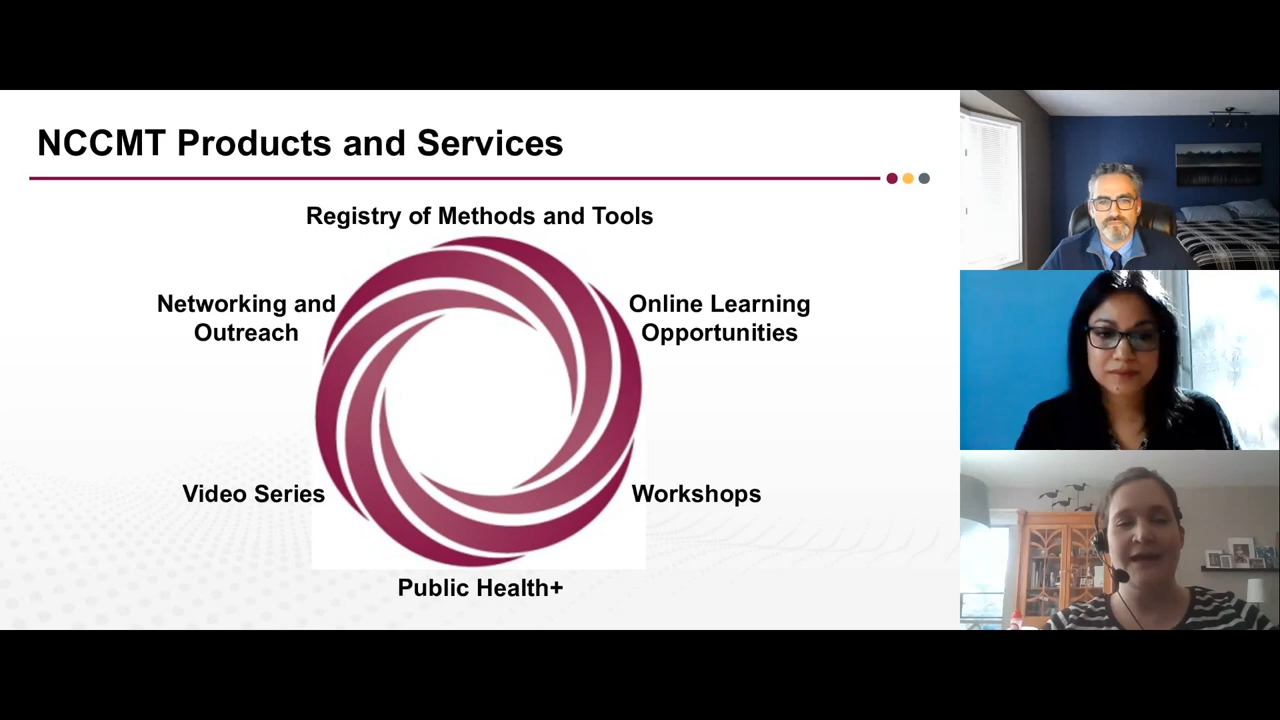 NCCMT Products and Services
Registry of Methods and Tools
Networking and
Outreach
Online Learning
Opportunities
Video Series
Workshops
Public Health+